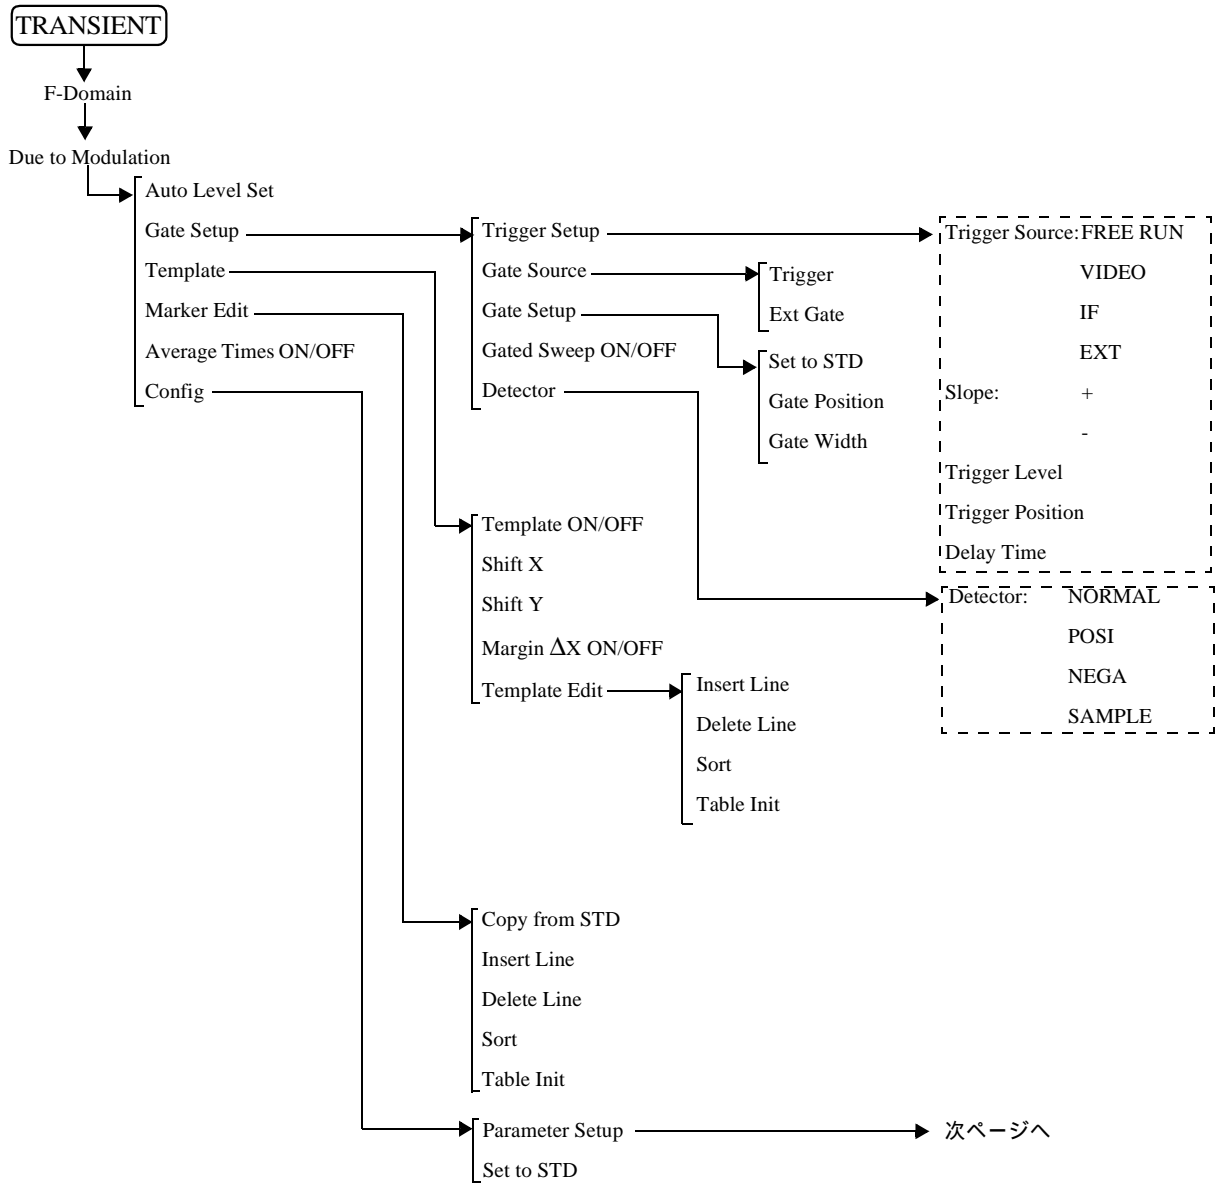 TRANSIENT
F-Domain
Due to Modulation
Auto Level Set
Gate Setup
Template
Marker Edit
Average Times ON/OFF
Config
Trigger Setup
Gate Source
Gate Setup
Gated Sweep ON/OFF
Detector
Trigger
Ext Gate
Set to STD
Gate Position
Gate Width
Trigger Source: FREE RUN
VIDEO
IF
EXT
Slope: +
-
Trigger Level
Trigger Position
Delay Time
Detector: NORMAL
POSI
NEGA
SAMPLE
Template ON/OFF
Shift X
Shift Y
Margin ΔX ON/OFF
Template Edit
Insert Line
Delete Line
Sort
Table Init
Copy from STD
Insert Line
Delete Line
Sort
Table Init
Parameter Setup
Set to STD
次ページへ